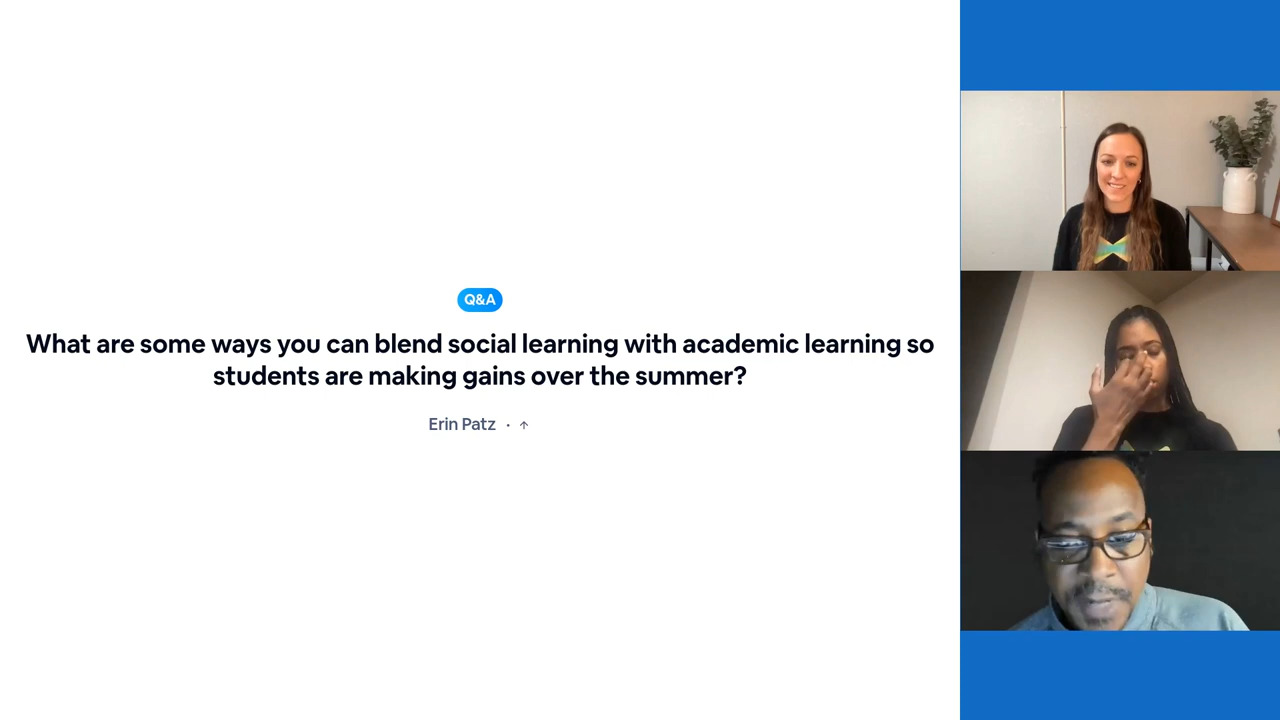 Q&A
What are some ways you can blend social learning with academic learning so
students are making gains over the summer?
Erin Patz · ↑